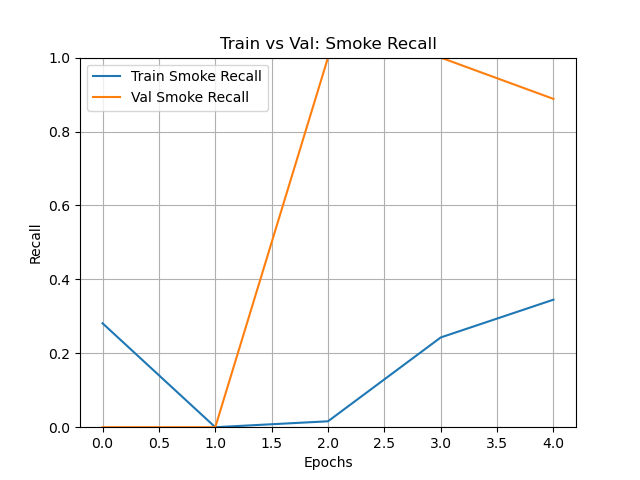 Train vs Val: Smoke Recall
Train Smoke Recall
Val Smoke Recall
Recall
1.0
0.8
0.6
0.4
0.2
0.0
0.0 0.5 1.0 1.5 2.0 2.5 3.0 3.5 4.0
Epochs